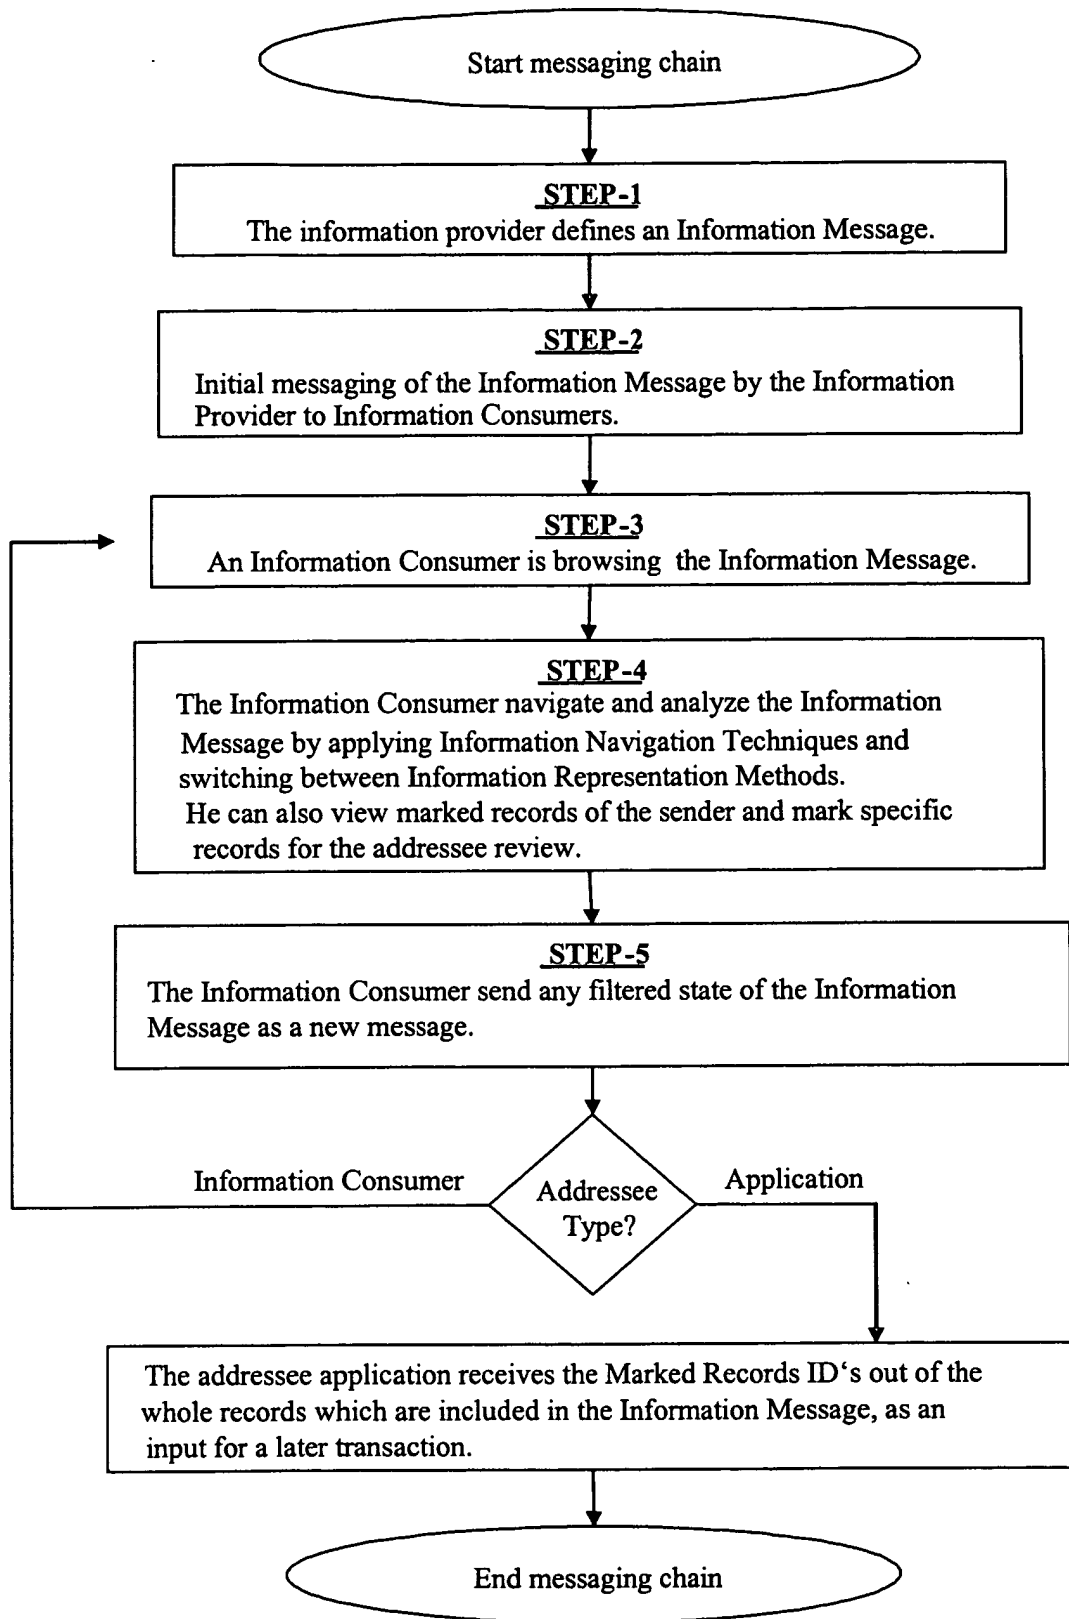 Start messaging chain
STEP-1
The information provider defines an Information Message.
STEP-2
Initial messaging of the Information Message by the Information
Provider to Information Consumers.
STEP-3
An Information Consumer is browsing the Information Message.
STEP-4
The Information Consumer navigate and analyze the Information
Message by applying Information Navigation Techniques and
switching between Information Representation Methods.
He can also view marked records of the sender and mark specific
records for the addressee review.
STEP-5
The Information Consumer send any filtered state of the Information
Message as a new message.
Information Consumer
Addressee
Type?
Application
The addressee application receives the Marked Records ID‘s out of the
whole records which are included in the Information Message, as an
input for a later transaction.
End messaging chain